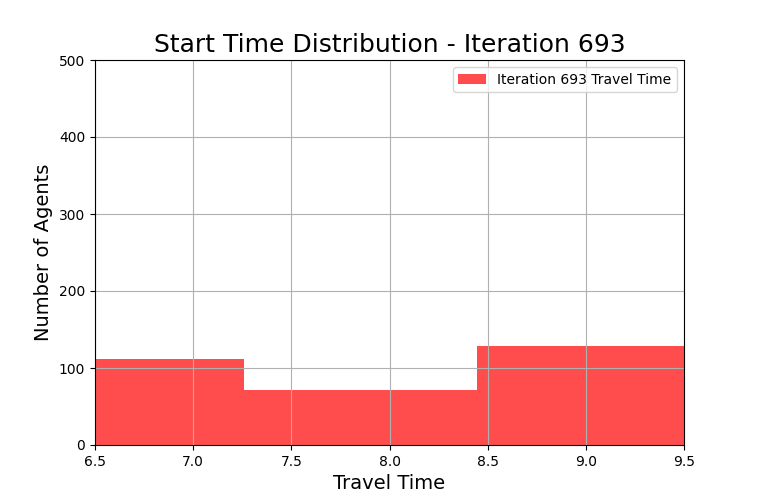 Start Time Distribution - Iteration 693
Iteration 693 Travel Time
Number of Agents
500
400
300
200
100
0
6.5 7.0 7.5 8.0 8.5 9.0 9.5
Travel Time